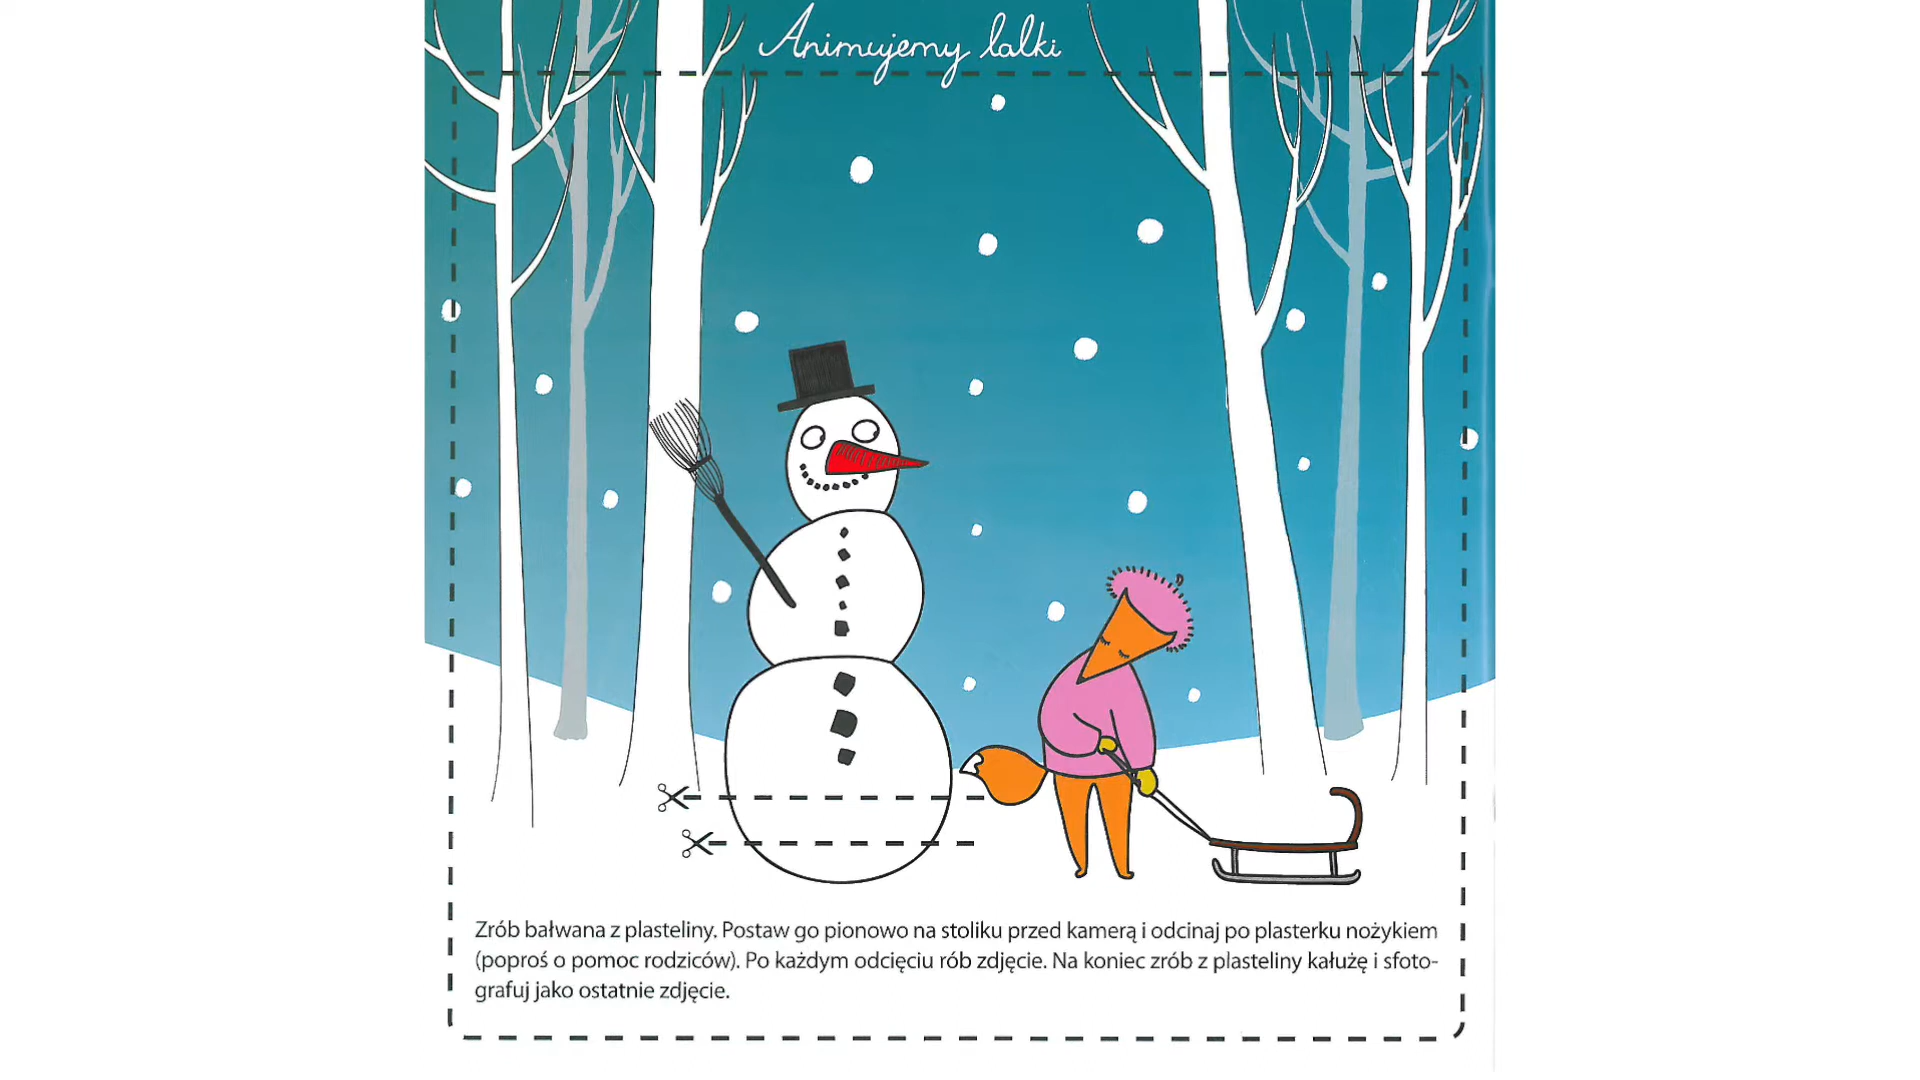 Animujemy lalki
Zrób bałwana z plasteliny. Postaw go pionowo na stoliku przed kamerą i odcinaj po plasterku nożykiem
(poproś o pomoc rodziców). Po każdym odcięciu rób zdjęcie. Na koniec zrób z plasteliny kałużę i sfoto-
grafuj jako ostatnie zdjęcie.